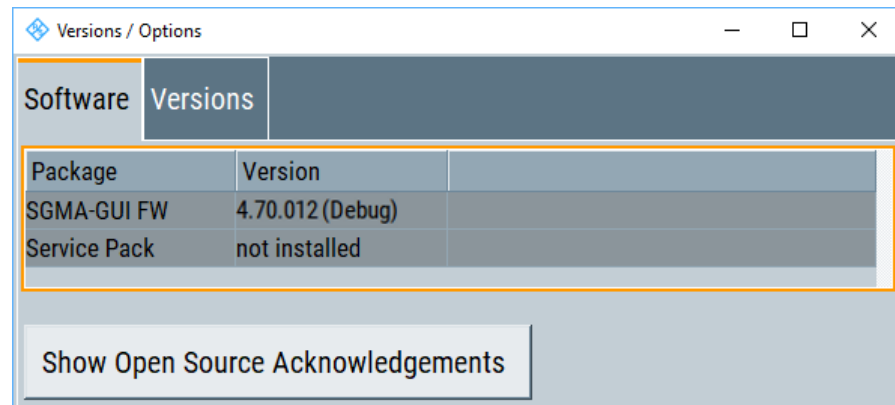 Versions / Options
Software Versions
Package Version
SGMA-GUI FW 4.70.012 (Debug)
Service Pack not installed
Show Open Source Acknowledgements